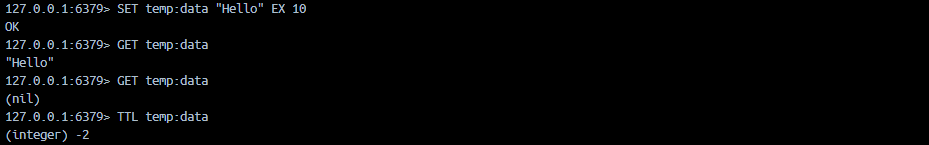 127.0.0.1:6379> SET temp:data "Hello" EX 10
OK
127.0.0.1:6379> GET temp:data
"Hello"
127.0.0.1:6379> GET temp:data
(nil)
127.0.0.1:6379> TTL temp:data
(integer) -2